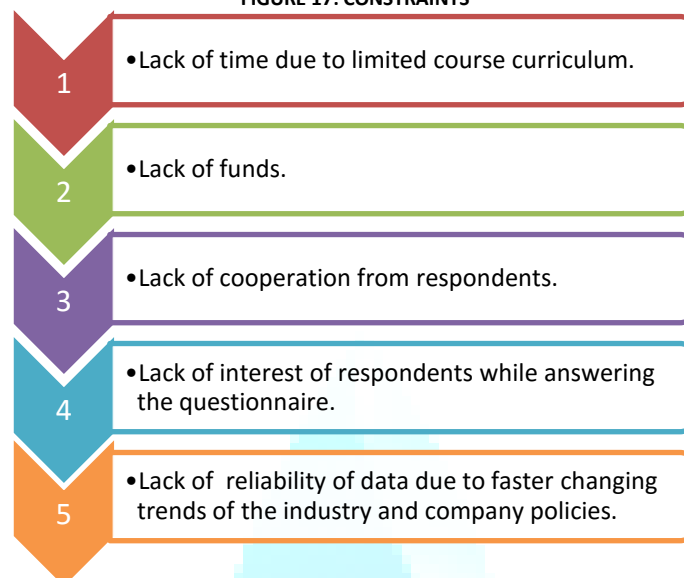 FIGURE 17: CONSTRAINTS
1
•Lack of time due to limited course curriculum.
2
•Lack of funds.
3
•Lack of cooperation from respondents.
4
•Lack of interest of respondents while answering
the questionnaire.
5
•Lack of reliability of data due to faster changing
trends of the industry and company policies.